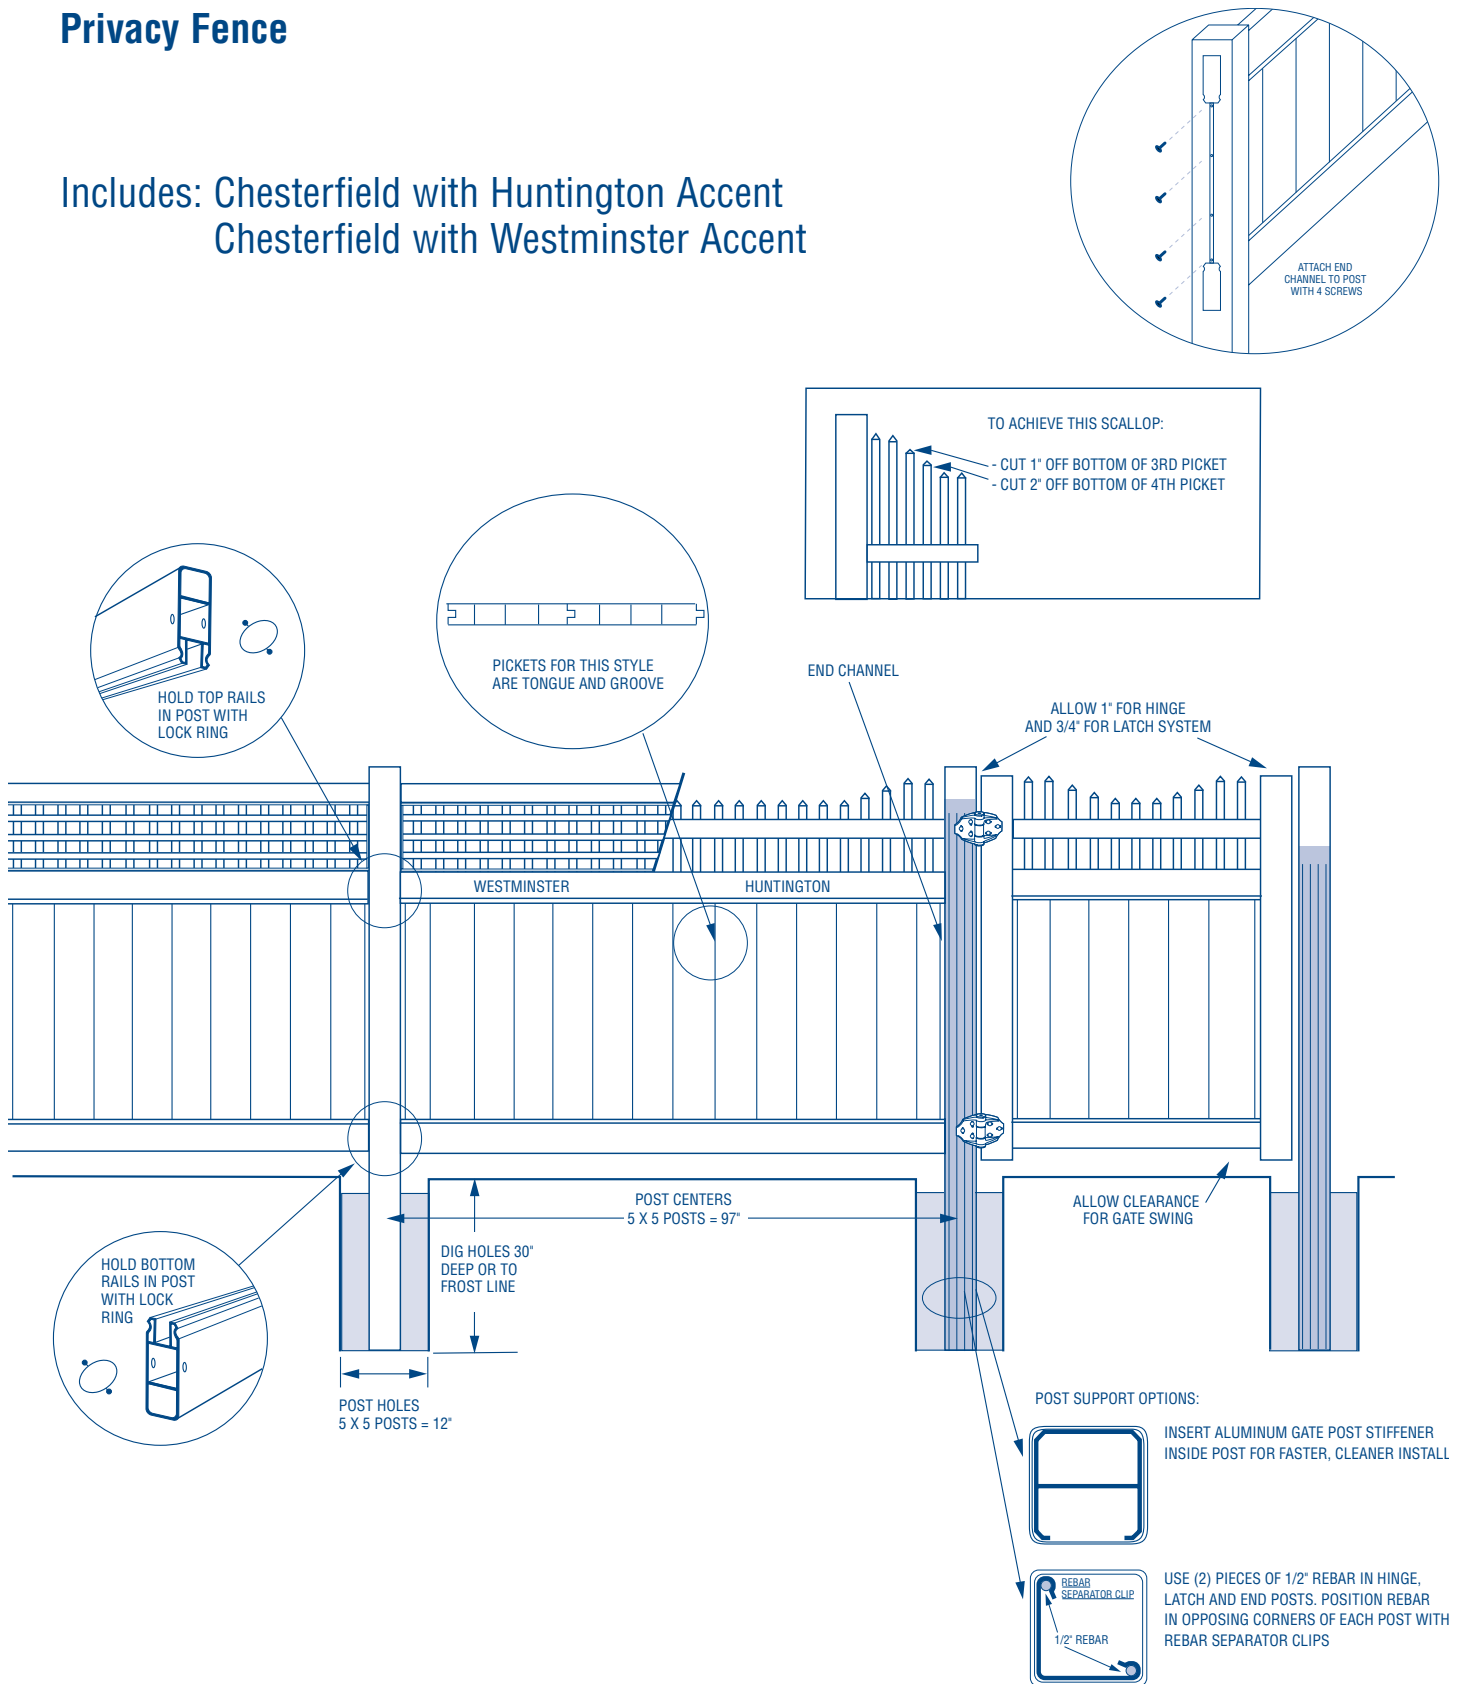 Privacy Fence
Includes: Chesterfield with Huntington Accent
Chesterfield with Westminster Accent
ATTACH END
CHANNEL TO POST
WITH 4 SCREWS
TO ACHIEVE THIS SCALLOP:
- CUT 1" OFF BOTTOM OF 3RD PICKET
- CUT 2" OFF BOTTOM OF 4TH PICKET
PICKETS FOR THIS STYLE
ARE TONGUE AND GROOVE
HOLD TOP RAILS
IN POST WITH
LOCK RING
END CHANNEL
ALLOW 1" FOR HINGE
AND 3/4" FOR LATCH SYSTEM
WESTMINSTER
HUNTINGTON
POST CENTERS
5 X 5 POSTS = 97"
ALLOW CLEARANCE
FOR GATE SWING
DIG HOLES 30"
DEEP OR TO
FROST LINE
HOLD BOTTOM
RAILS IN POST
WITH LOCK
RING
POST HOLES
5 X 5 POSTS = 12"
POST SUPPORT OPTIONS:
INSERT ALUMINUM GATE POST STIFFENER
INSIDE POST FOR FASTER, CLEANER INSTALL
REBAR
SEPARATOR CLIP
1/2" REBAR
USE (2) PIECES OF 1/2" REBAR IN HINGE,
LATCH AND END POSTS. POSITION REBAR
IN OPPOSING CORNERS OF EACH POST WITH
REBAR SEPARATOR CLIPS